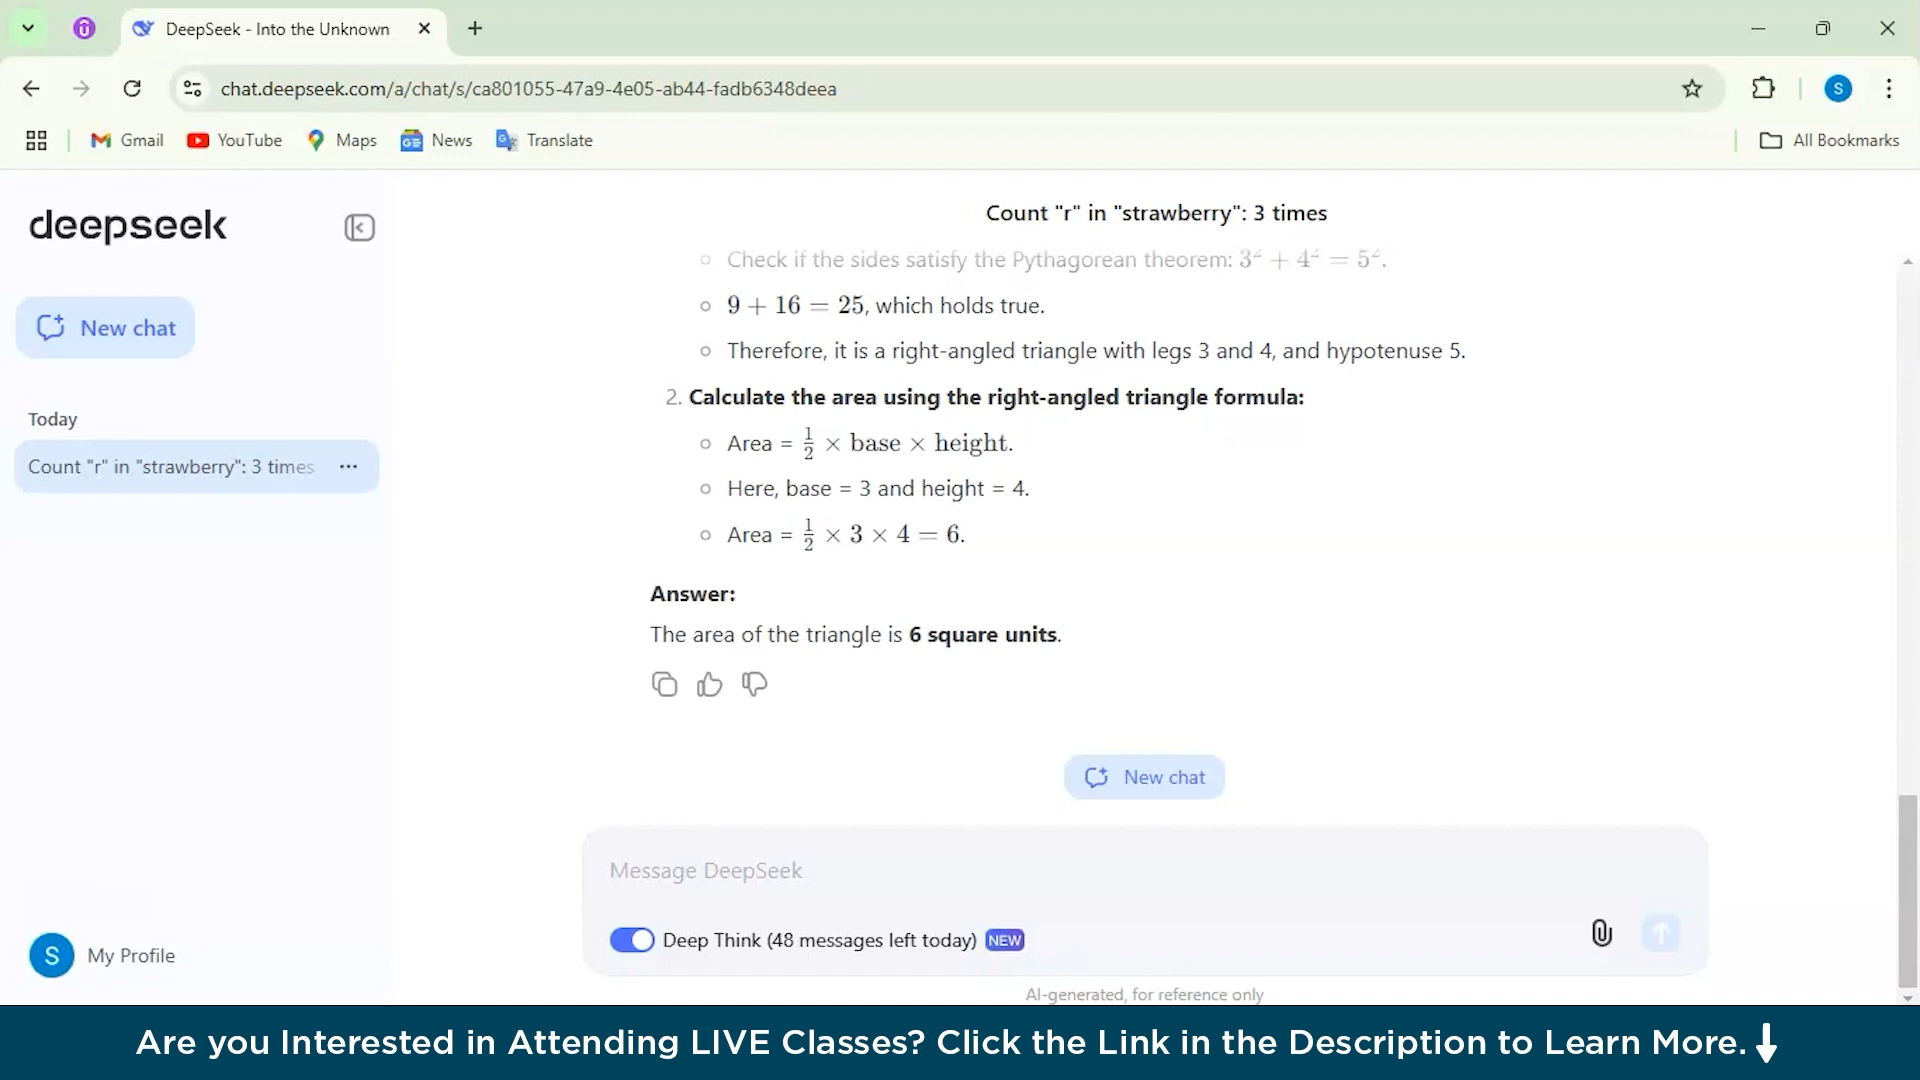 DeepSeek - Into the Unknown
chat.deepseek.com/a/chat/s/ca801055-47a9-4e05-ab44-fadb6348deea
S
Gmail
YouTube
Maps
News
Translate
All Bookmarks
deepseek
New chat
Today
Count "r" in "strawberry": 3 times
S My Profile
Count "r" in "strawberry": 3 times
Check if the sides satisfy the Pythagorean theorem: 3² + 4² = 5².
9 + 16 = 25, which holds true.
Therefore, it is a right-angled triangle with legs 3 and 4, and hypotenuse 5.
2. Calculate the area using the right-angled triangle formula:
Area = 1/2 × base × height.
Here, base = 3 and height = 4.
Area = 1/2 × 3 × 4 = 6.
Answer:
The area of the triangle is 6 square units.
New chat
Message DeepSeek
Deep Think (48 messages left today) NEW
AI-generated, for reference only
Are you Interested in Attending LIVE Classes? Click the Link in the Description to Learn More.